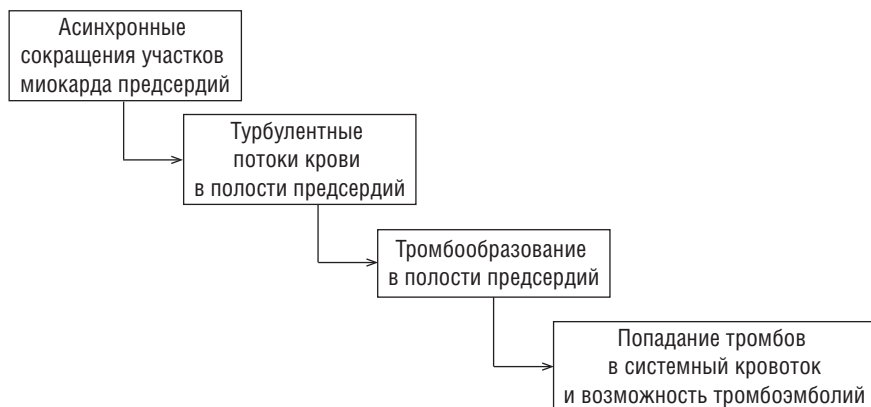 Асинхронные
сокращения участков
миокарда предсердий
Турбулентные
потоки крови
в полости предсердий
Тромбообразование
в полости предсердий
Попадание тромбов
в системный кровоток
и возможность тромбоэмболий